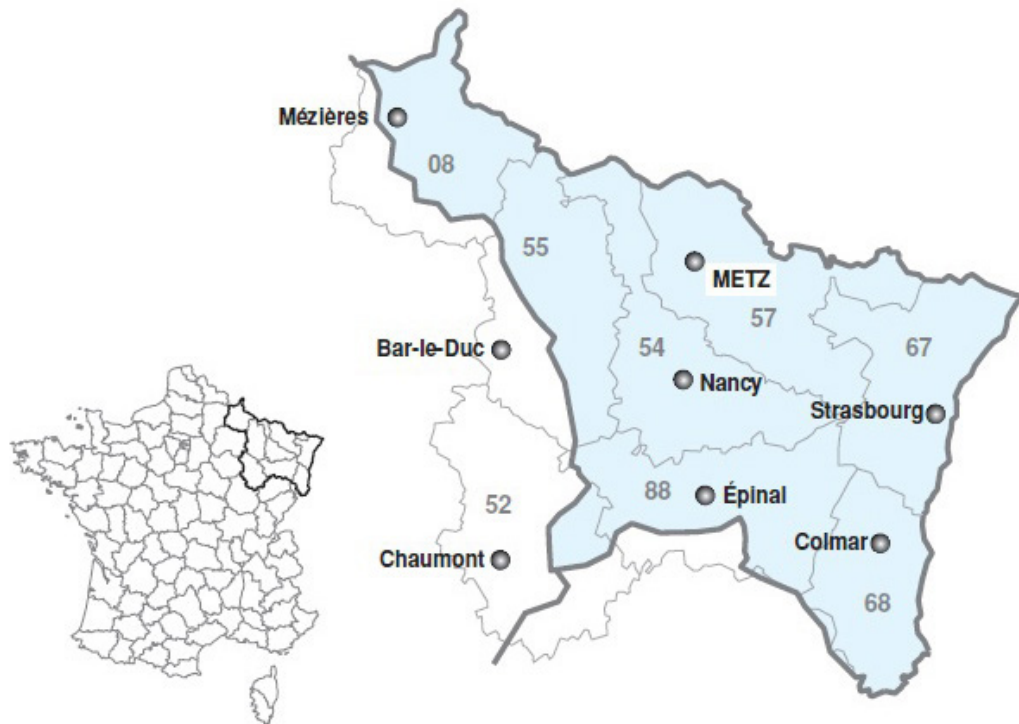 Mézières
08
55
METZ
57
Bar-le-Duc
54
67
Nancy
Strasbourg
88
Épinal
52
Colmar
Chaumont
68